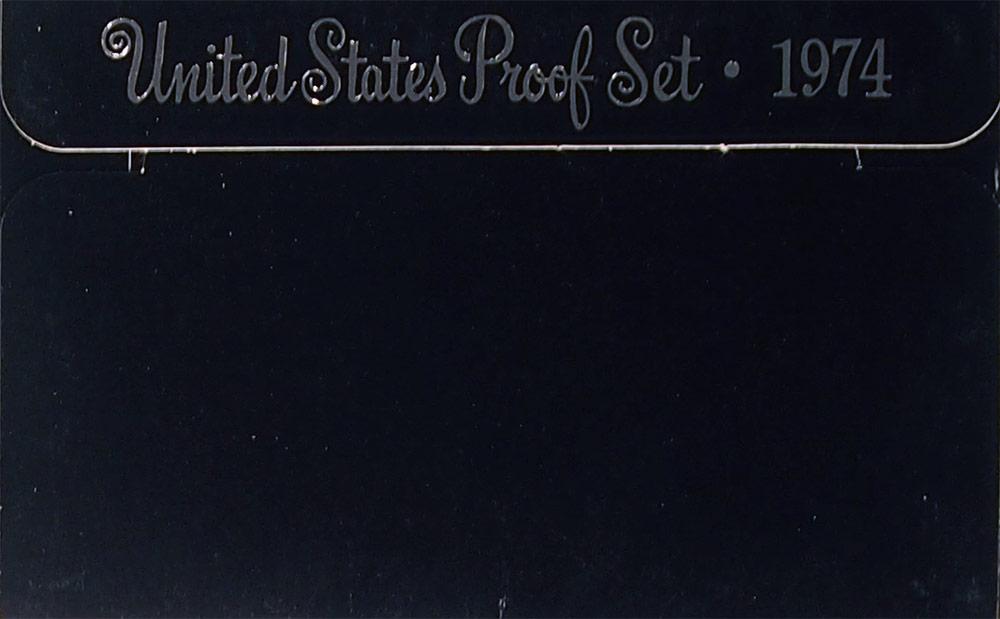 United States Proof Set • 1974